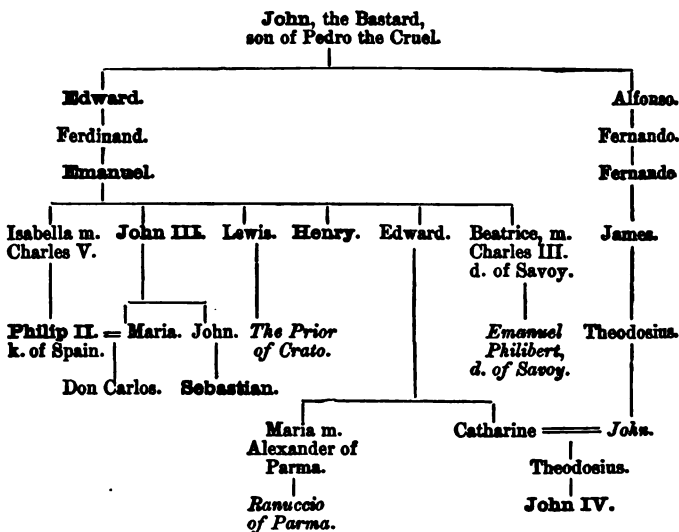 John, the Bastard,
son of Pedro the Cruel.
Edward.
Alfonso.
Ferdinand.
Fernando.
Emanuel.
Fernando
Isabella m.
Charles V.
John III.
Lewis.
Henry.
Edward.
Beatrice, m.
Charles III.
d. of Savoy.
James.
Philip II. = Maria.
k. of Spain.
John.
The Prior
of Crato.
Emanuel
Philibert,
d. of Savoy.
Theodosius.
Don Carlos.
Sebastian.
Maria m.
Alexander of
Parma.
Catharine = John.
Ranuccio
of Parma.
Theodosius.
John IV.